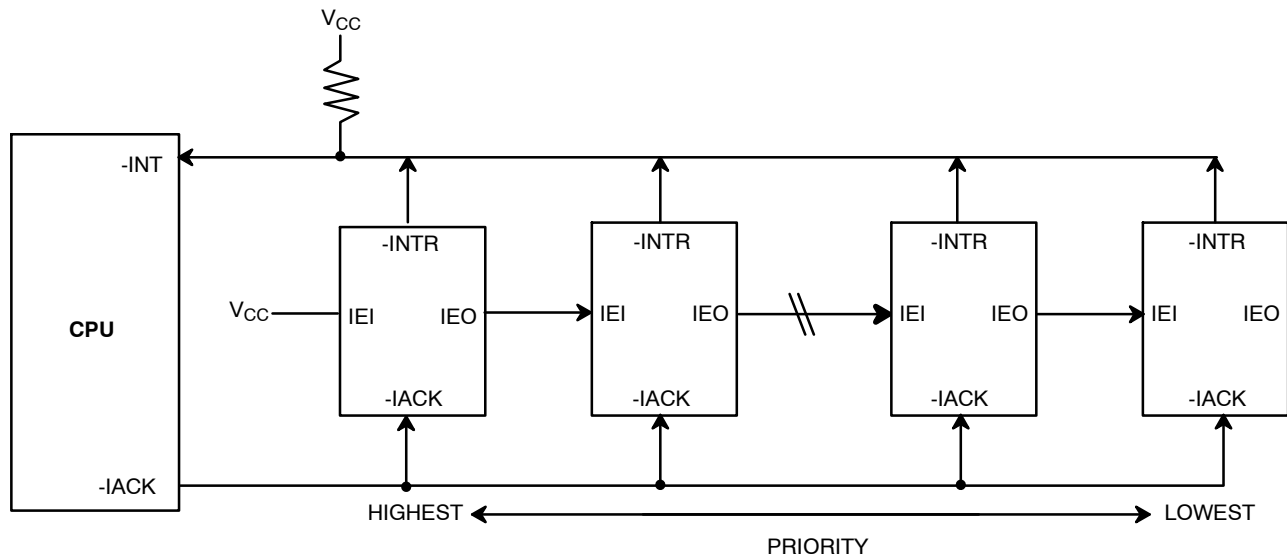 VCC
-INT
-INTR -INTR -INTR -INTR
VCC IEI IEO IEI IEO IEI IEO IEI IEO
CPU
-IACK -IACK -IACK -IACK
-IACK
HIGHEST LOWEST
PRIORITY